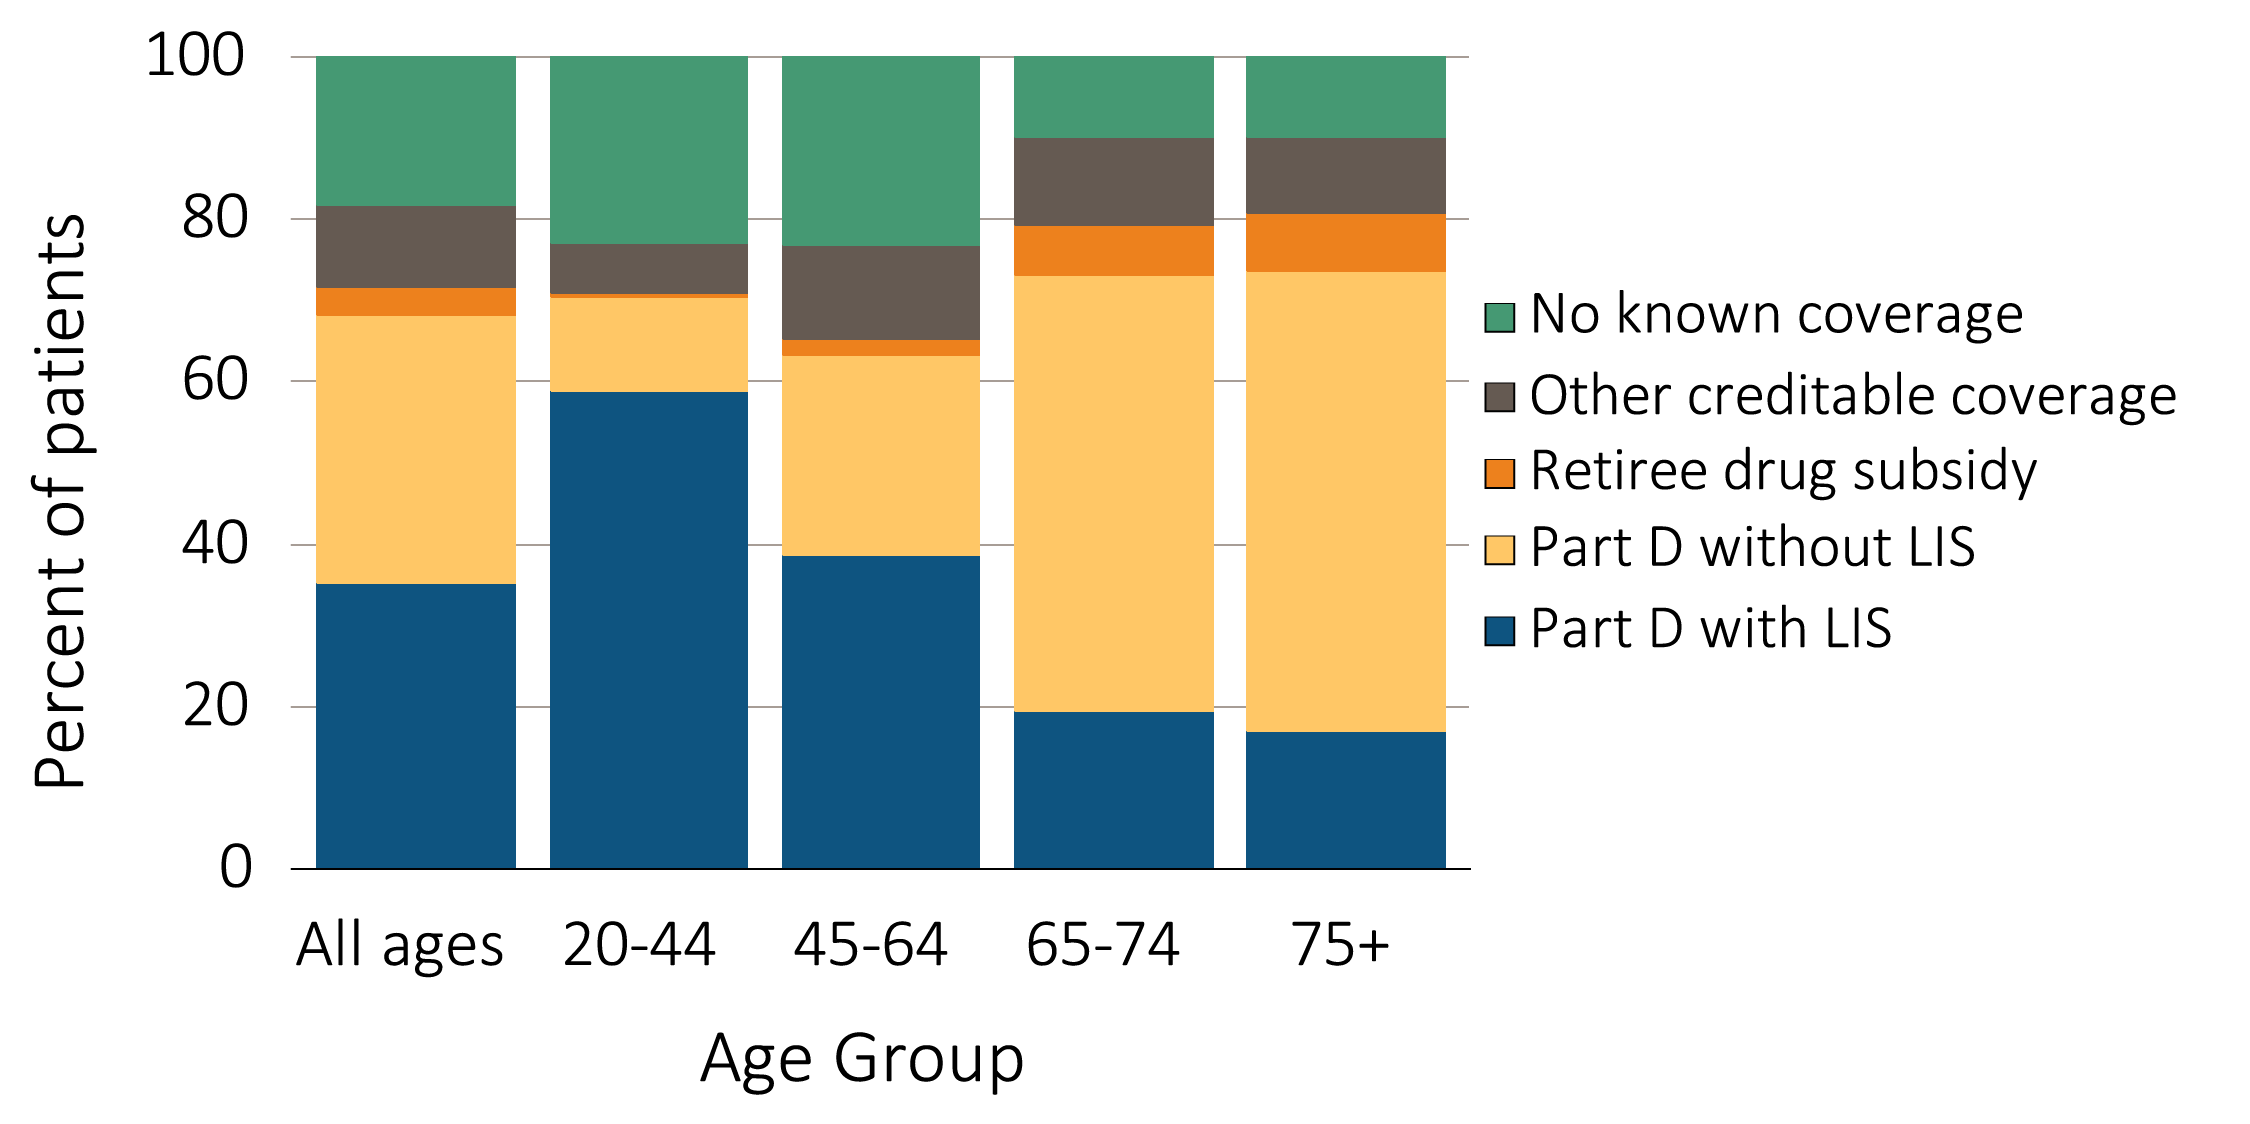 Percent of patients
100
80
60
40
20
0
All ages
20-44
45-64
65-74
75+
Age Group
No known coverage
Other creditable coverage
Retiree drug subsidy
Part D without LIS
Part D with LIS